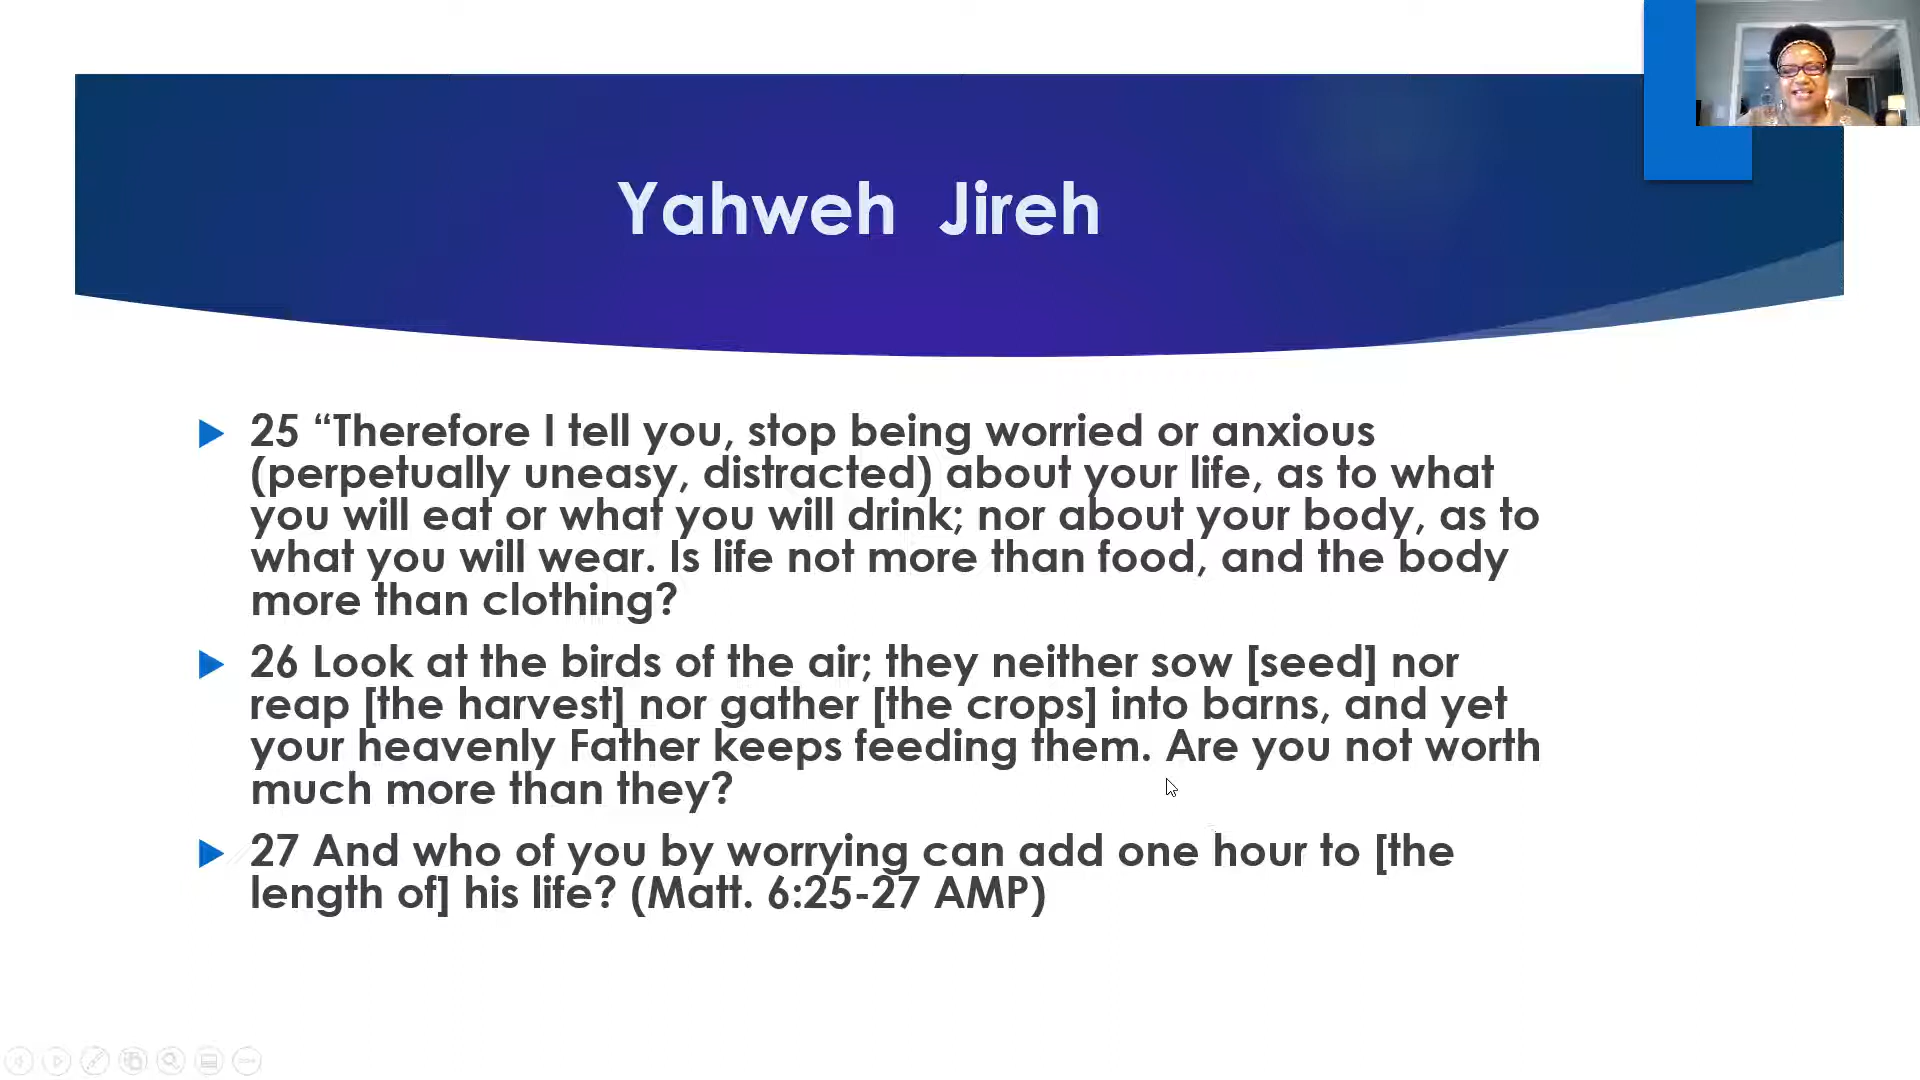 Yahweh Jireh
25 “Therefore I tell you, stop being worried or anxious
(perpetually uneasy, distracted) about your life, as to what
you will eat or what you will drink; nor about your body, as to
what you will wear. Is life not more than food, and the body
more than clothing?
26 Look at the birds of the air; they neither sow [seed] nor
reap [the harvest] nor gather [the crops] into barns, and yet
your heavenly Father keeps feeding them. Are you not worth
much more than they?
27 And who of you by worrying can add one hour to [the
length of] his life? (Matt. 6:25-27 AMP)